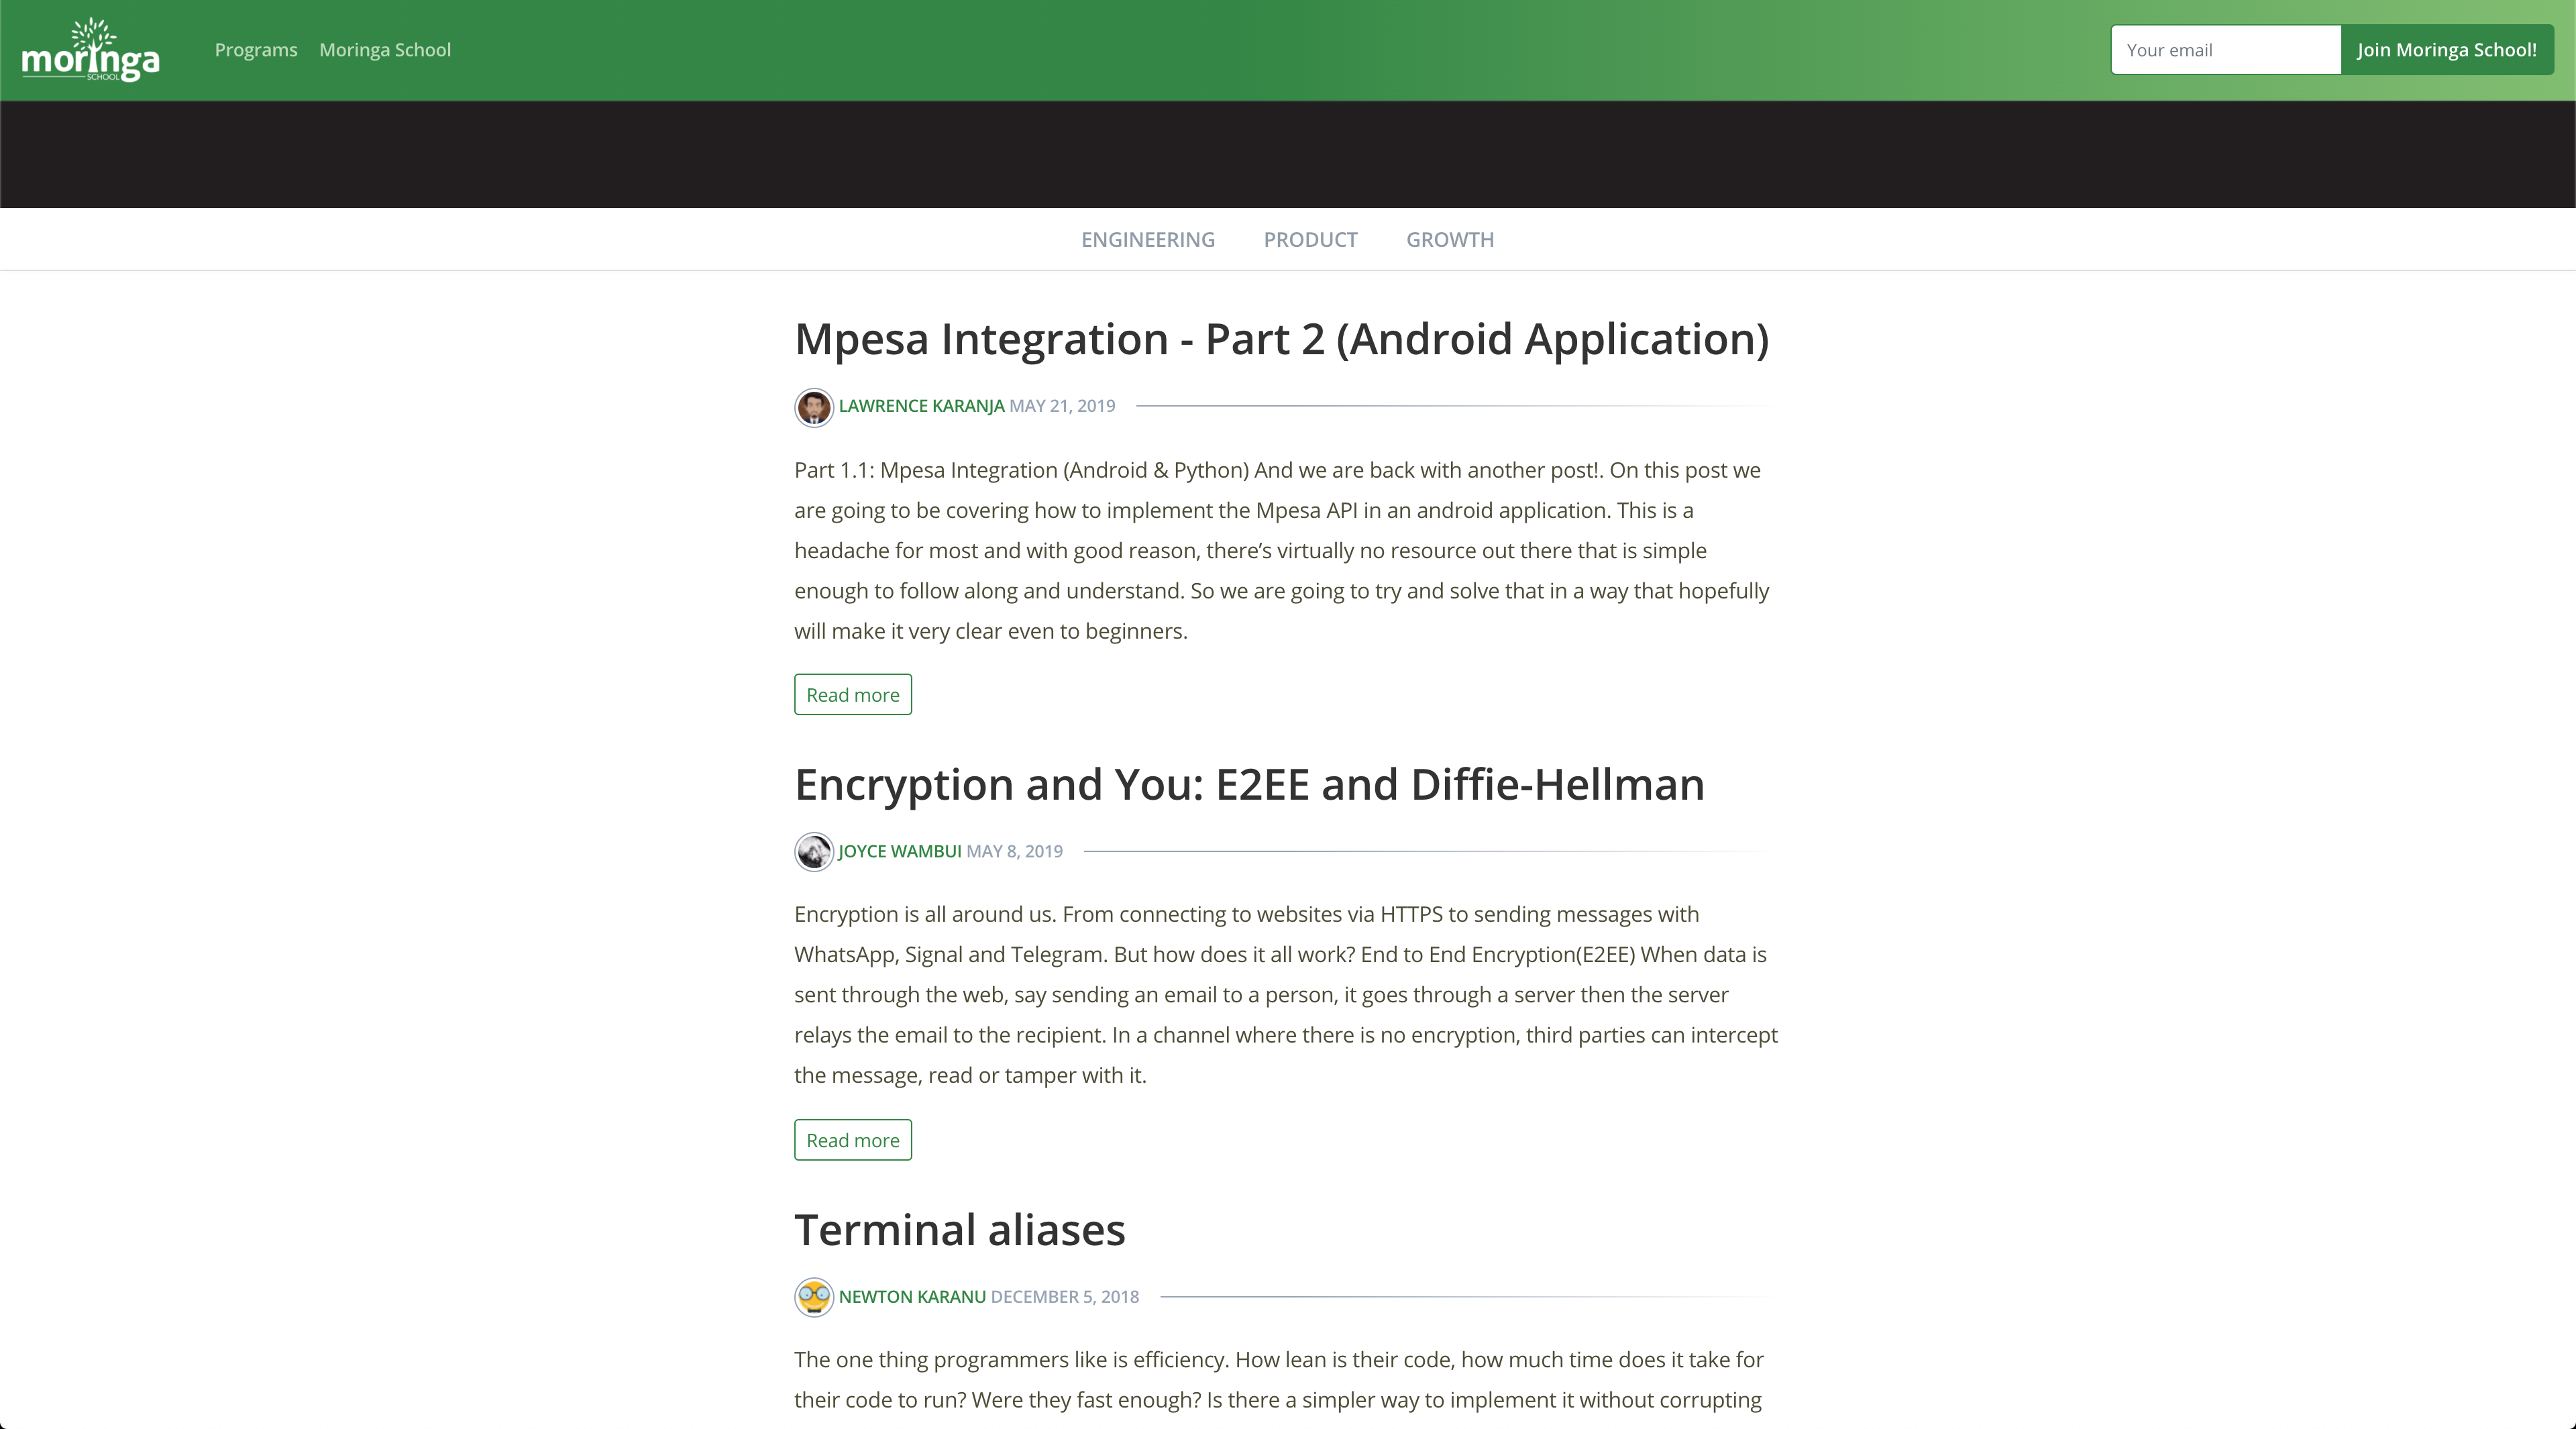 moringa
SCHOOL
Programs Moringa School
Your email
Join Moringa School!
ENGINEERING PRODUCT GROWTH
Mpesa Integration - Part 2 (Android Application)
LAWRENCE KARANJA MAY 21, 2019
Part 1.1: Mpesa Integration (Android & Python) And we are back with another post!. On this post we
are going to be covering how to implement the Mpesa API in an android application. This is a
headache for most and with good reason, there’s virtually no resource out there that is simple
enough to follow along and understand. So we are going to try and solve that in a way that hopefully
will make it very clear even to beginners.
Read more
Encryption and You: E2EE and Diffie-Hellman
JOYCE WAMBUI MAY 8, 2019
Encryption is all around us. From connecting to websites via HTTPS to sending messages with
WhatsApp, Signal and Telegram. But how does it all work? End to End Encryption(E2EE) When data is
sent through the web, say sending an email to a person, it goes through a server then the server
relays the email to the recipient. In a channel where there is no encryption, third parties can intercept
the message, read or tamper with it.
Read more
Terminal aliases
NEWTON KARANU DECEMBER 5, 2018
The one thing programmers like is efficiency. How lean is their code, how much time does it take for
their code to run? Were they fast enough? Is there a simpler way to implement it without corrupting